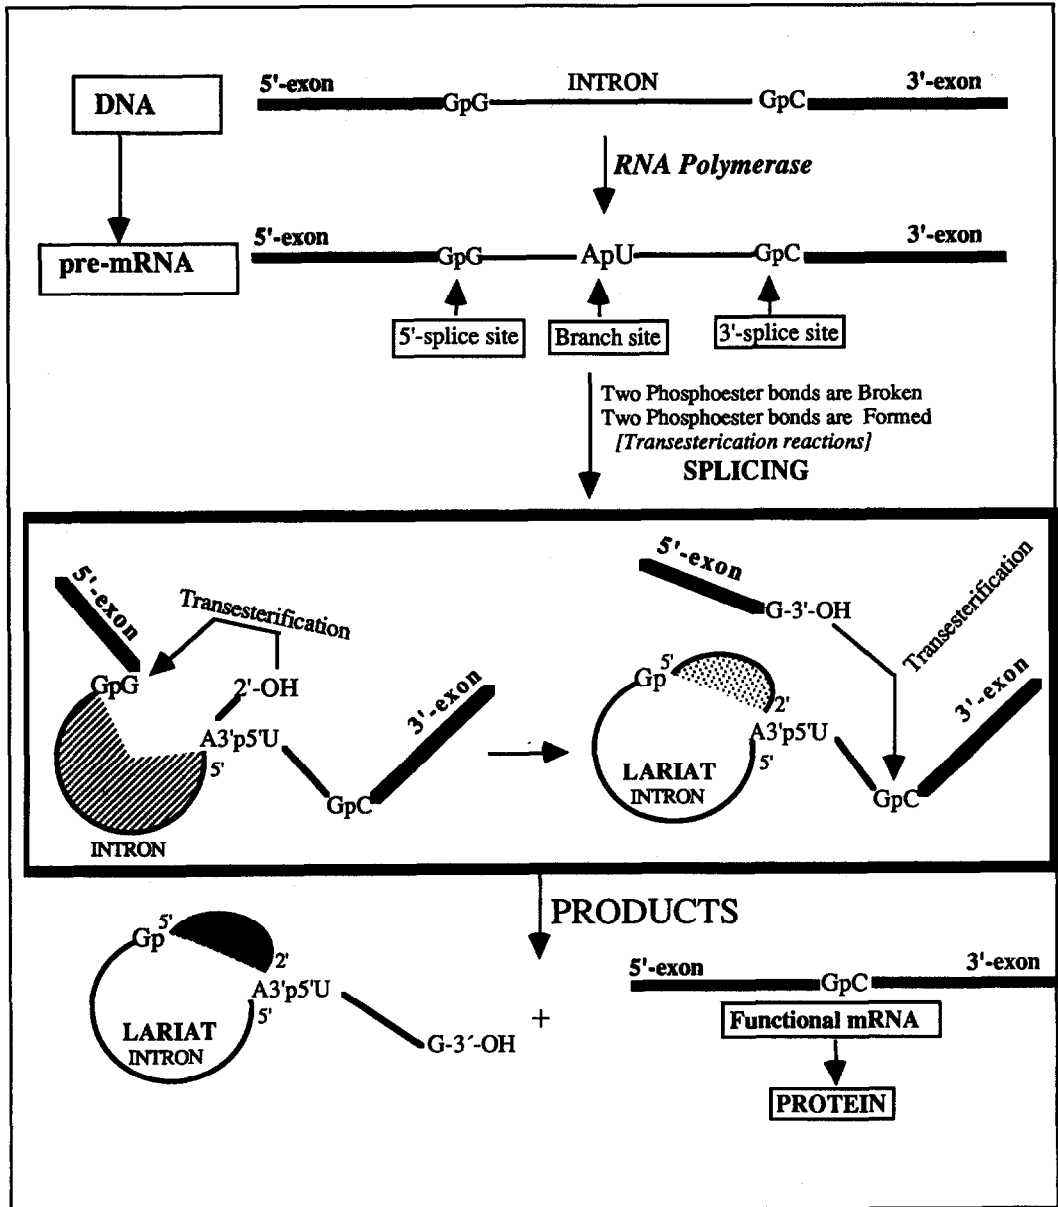 5'-exon
INTRON
3'-exon
DNA
GpG
GpC
RNA Polymerase
5'-exon
3'-exon
pre-mRNA
GpG
ApU
GpC
5'-splice site
Branch site
3'-splice site
Two Phosphoester bonds are Broken
Two Phosphoester bonds are Formed
[Transesterication reactions]
SPLICING
5'-exon
Transesterification
GpG
2'-OH
A3'p5'U
5'
3'-exon
GpC
INTRON
5'-exon
G-3'-OH
Transesterification
Gp
5'
2'
A3'p5'U
5'
3'-exon
LARIAT
INTRON
GpC
PRODUCTS
Gp
5'
2'
A3'p5'U
5'
LARIAT
INTRON
G-3´-OH
+
5'-exon
3'-exon
GpC
Functional mRNA
PROTEIN